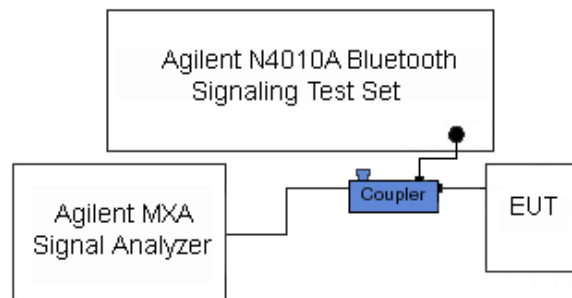 Agilent N4010A Bluetooth
Signaling Test Set
Agilent MXA
Signal Analyzer
Coupler
EUT